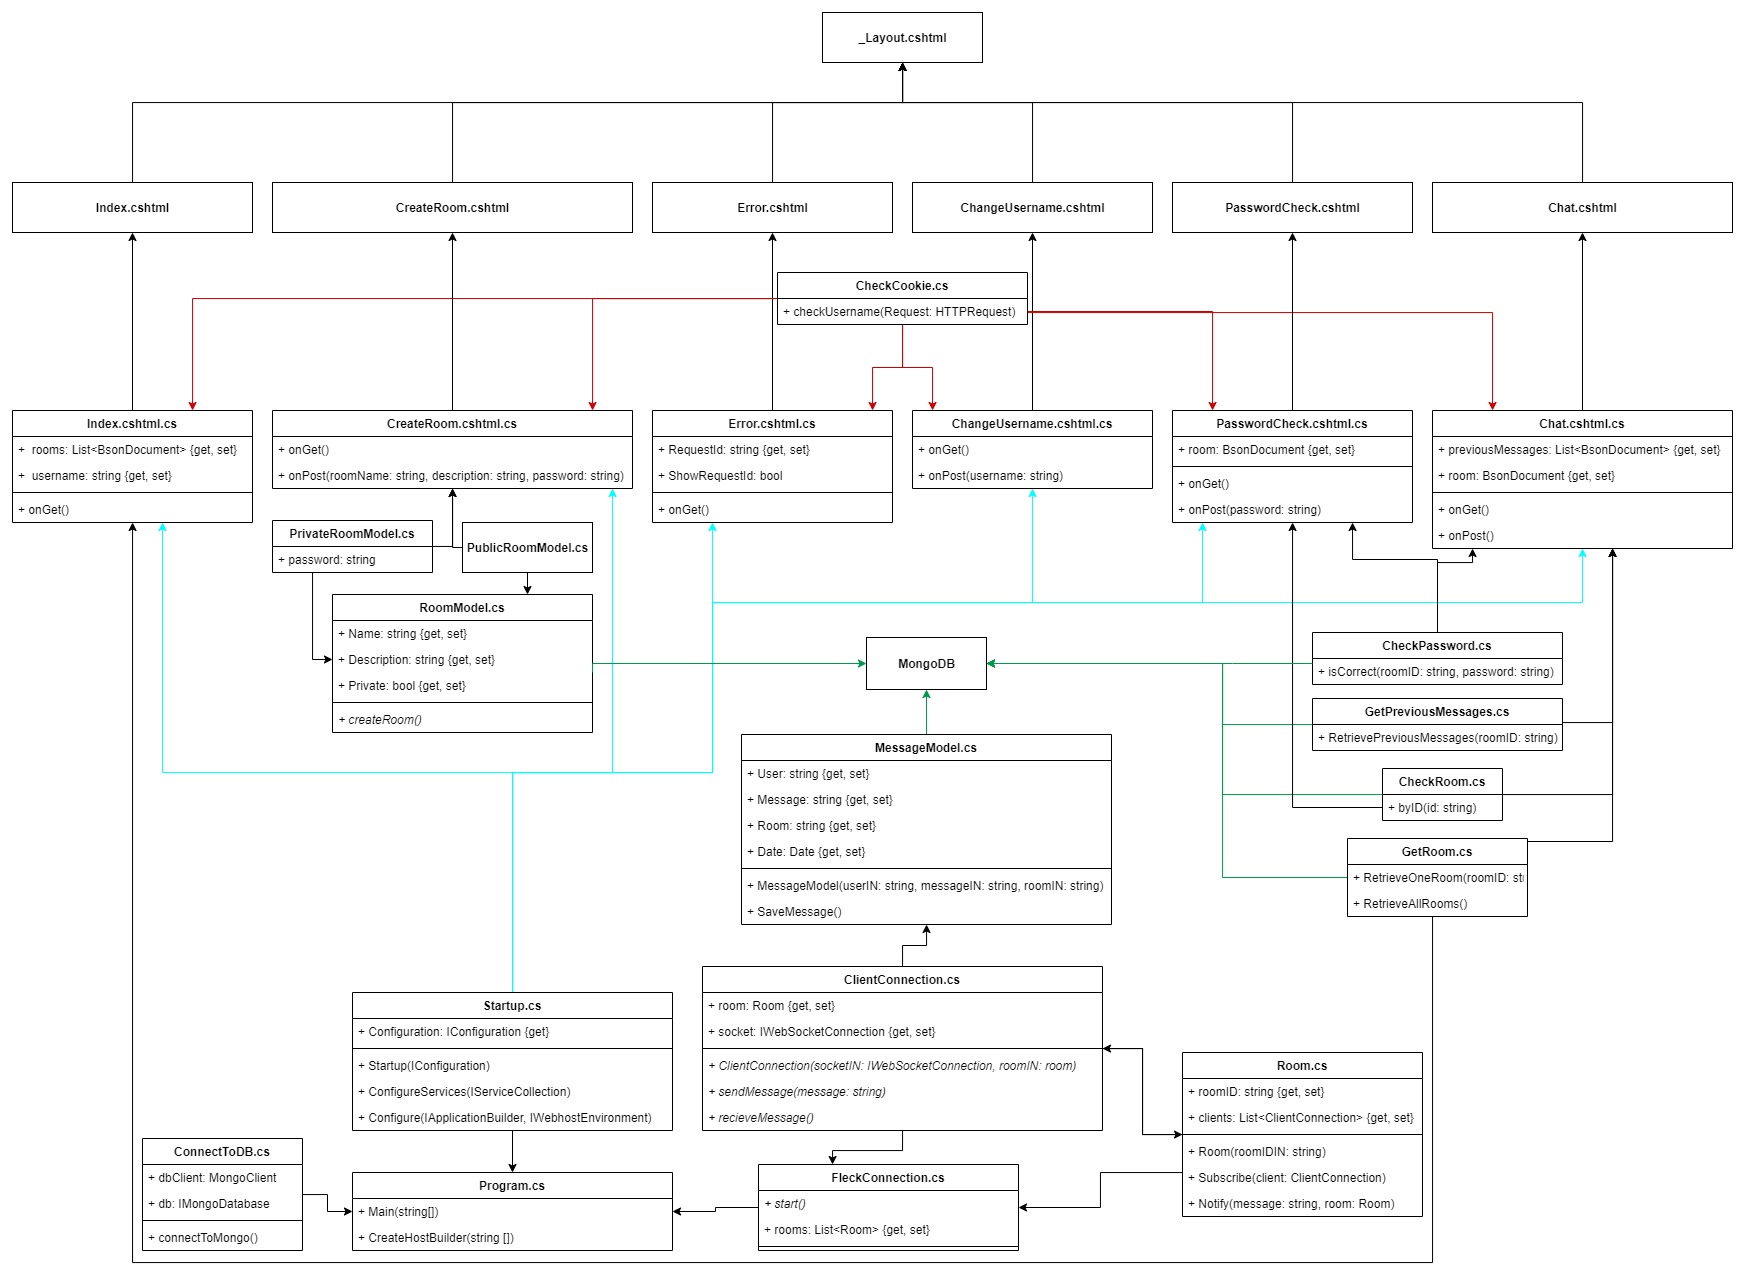 _Layout.cshtml
Index.cshtml
CreateRoom.cshtml
Error.cshtml
ChangeUsername.cshtml
PasswordCheck.cshtml
Chat.cshtml
CheckCookie.cs
+ checkUsername(Request: HTTPRequest)
Index.cshtml.cs
+ rooms: List<BsonDocument> {get, set}
+ username: string {get, set}
+ onGet()
CreateRoom.cshtml.cs
+ onGet()
+ onPost(roomName: string, description: string, password: string)
Error.cshtml.cs
+ RequestId: string {get, set}
+ ShowRequestId: bool
+ onGet()
ChangeUsername.cshtml.cs
+ onGet()
+ onPost(username: string)
PasswordCheck.cshtml.cs
+ room: BsonDocument {get, set}
+ onGet()
+ onPost(password: string)
Chat.cshtml.cs
+ previousMessages: List<BsonDocument> {get, set}
+ room: BsonDocument {get, set}
+ onGet()
+ onPost()
PrivateRoomModel.cs
+ password: string
PublicRoomModel.cs
RoomModel.cs
+ Name: string {get, set}
+ Description: string {get, set}
+ Private: bool {get, set}
+ createRoom()
MongoDB
CheckPassword.cs
+ isCorrect(roomID: string, password: string)
GetPreviousMessages.cs
+ RetrievePreviousMessages(roomID: string)
CheckRoom.cs
+ byID(id: string)
GetRoom.cs
+ RetrieveOneRoom(roomID: stri
+ RetrieveAllRooms()
MessageModel.cs
+ User: string {get, set}
+ Message: string {get, set}
+ Room: string {get, set}
+ Date: Date {get, set}
+ MessageModel(userIN: string, messageIN: string, roomIN: string)
+ SaveMessage()
ClientConnection.cs
+ room: Room {get, set}
+ socket: IWebSocketConnection {get, set}
+ ClientConnection(socketIN: IWebSocketConnection, roomIN: room)
+ sendMessage(message: string)
+ recieveMessage()
Startup.cs
+ Configuration: IConfiguration {get}
+ Startup(IConfiguration)
+ ConfigureServices(IServiceCollection)
+ Configure(IApplicationBuilder, IWebhostEnvironment)
Room.cs
+ roomID: string {get, set}
+ clients: List<ClientConnection> {get, set}
+ Room(roomIDIN: string)
+ Subscribe(client: ClientConnection)
+ Notify(message: string, room: Room)
ConnectToDB.cs
+ dbClient: MongoClient
+ db: IMongoDatabase
+ connectToMongo()
Program.cs
+ Main(string[])
+ CreateHostBuilder(string [])
FleckConnection.cs
+ start()
+ rooms: List<Room> {get, set}